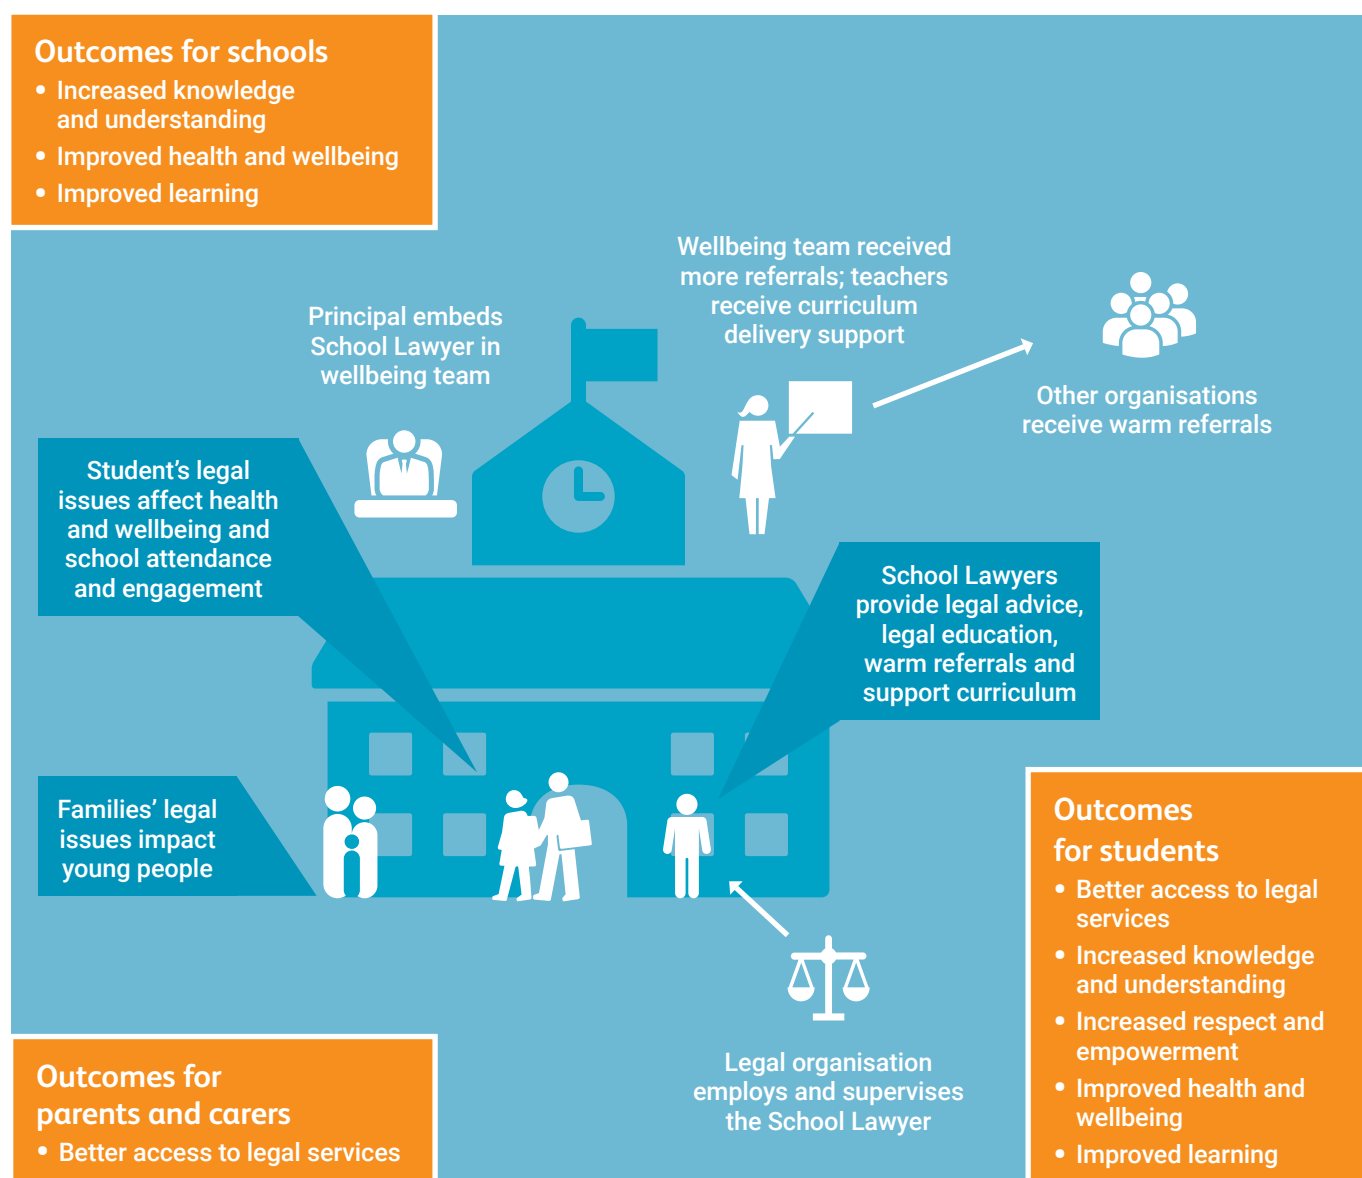 Outcomes for schools
• Increased knowledge
and understanding
• Improved health and wellbeing
• Improved learning
Wellbeing team received
more referrals; teachers
receive curriculum
delivery support
Principal embeds
School Lawyer in
wellbeing team
Other organisations
receive warm referrals
Student’s legal
issues affect health
and wellbeing and
school attendance
and engagement
School Lawyers
provide legal advice,
legal education,
warm referrals and
support curriculum
Families’ legal
issues impact
young people
Outcomes
for students
• Better access to legal
services
• Increased knowledge
and understanding
• Increased respect and
empowerment
• Improved health and
wellbeing
• Improved learning
Legal organisation
employs and supervises
the School Lawyer
Outcomes for
parents and carers
• Better access to legal services